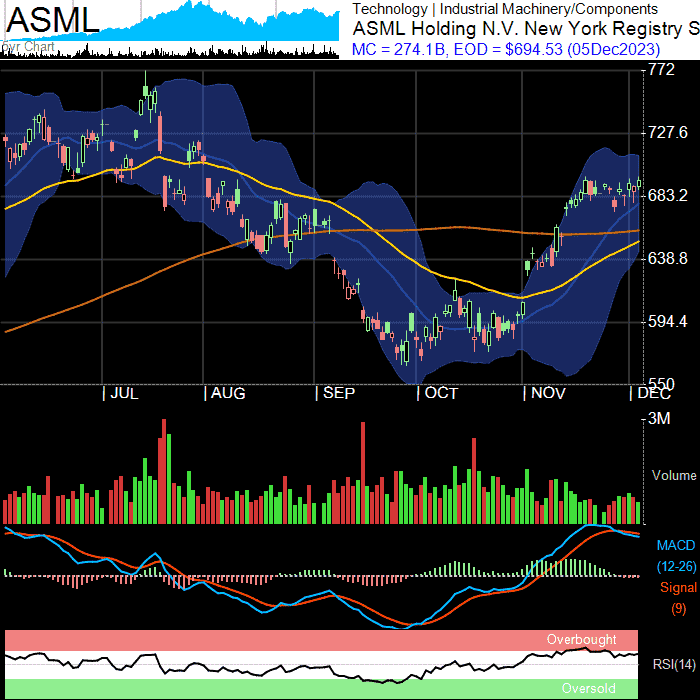 ASML
Technology | Industrial Machinery/Components
ASML Holding N.V. New York Registry S
MC = 274.1B, EOD = $694.53 (05Dec2023)
Chart
772
727.6
683.2
638.8
594.4
550
JUL
AUG
SEP
OCT
NOV
DEC
3M
Volume
MACD
(12-26)
Signal
(9)
Overbought
RSI(14)
Oversold